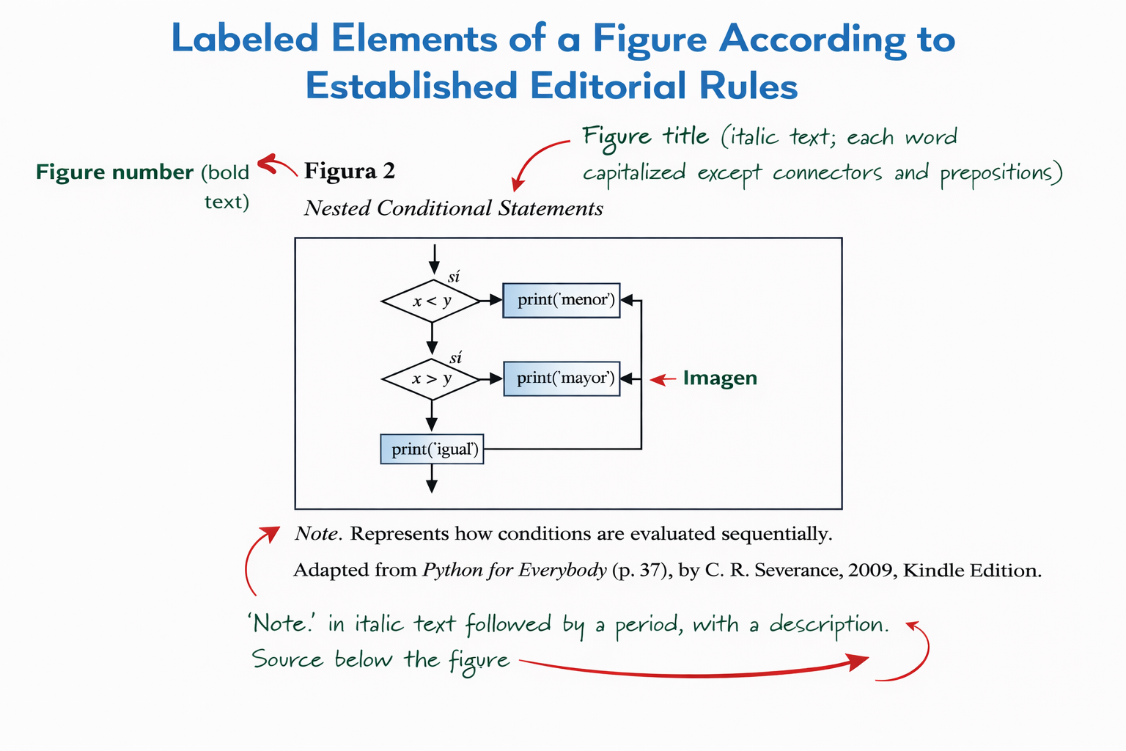 Labeled Elements of a Figure According to
Established Editorial Rules
Figure title (italic text; each word
capitalized except connectors and prepositions)
Figure number (bold
text)
Figura 2
Nested Conditional Statements
sí
x < y
print('menor')
sí
x > y
print('mayor')
Imagen
print('igual')
Note. Represents how conditions are evaluated sequentially.
Adapted from Python for Everybody (p. 37), by C. R. Severance, 2009, Kindle Edition.
'Note.' in italic text followed by a period, with a description.
Source below the figure